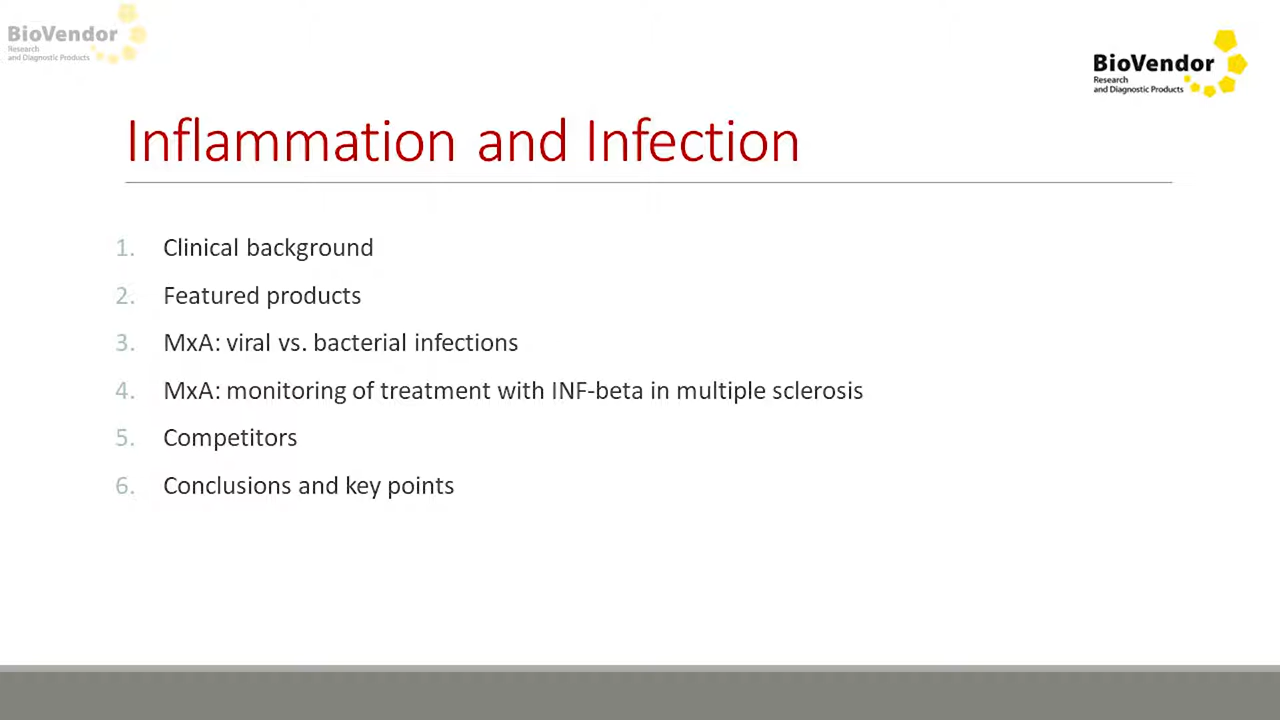 BioVendor
Research
and Diagnostic Products
BioVendor
Research
and Diagnostic Products
Inflammation and Infection
1. Clinical background
2. Featured products
3. MxA: viral vs. bacterial infections
4. MxA: monitoring of treatment with INF-beta in multiple sclerosis
5. Competitors
6. Conclusions and key points